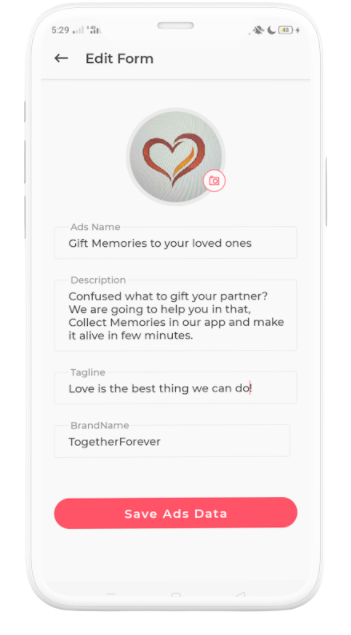 5:29
48
Edit Form
Ads Name
Gift Memories to your loved ones
Description
Confused what to gift your partner?
We are going to help you in that,
Collect Memories in our app and make
it alive in few minutes.
Tagline
Love is the best thing we can do!
BrandName
TogetherForever
Save Ads Data